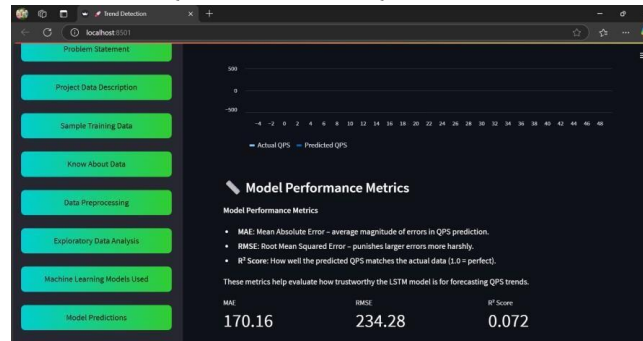 Trend Detection
localhost:8501
Problem Statement
Project Data Description
Sample Training Data
Know About Data
Data Preprocessing
Exploratory Data Analysis
Machine Learning Models Used
Model Predictions
500
0
-500
-4 -2 0 2 4 6 8 10 12 14 16 18 20 22 24 26 28 30 32 34 36 38 40 42 44 46 48
Actual QPS Predicted QPS
Model Performance Metrics
Model Performance Metrics
• MAE: Mean Absolute Error – average magnitude of errors in QPS prediction.
• RMSE: Root Mean Squared Error – punishes larger errors more harshly.
• R² Score: How well the predicted QPS matches the actual data (1.0 = perfect).
These metrics help evaluate how trustworthy the LSTM model is for forecasting QPS trends.
MAE RMSE R² Score
170.16 234.28 0.072